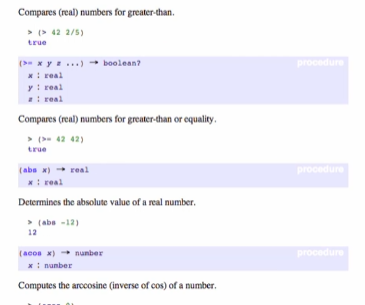 Compares (real) numbers for greater-than.
> (> 42 2/5)
true
(>= x y z ...) → boolean? procedure
x : real
y : real
z : real
Compares (real) numbers for greater-than or equality.
> (>= 42 42)
true
(abs x) → real procedure
x : real
Determines the absolute value of a real number.
> (abs -12)
12
(acos x) → number procedure
x : number
Computes the arccosine (inverse of cos) of a number.